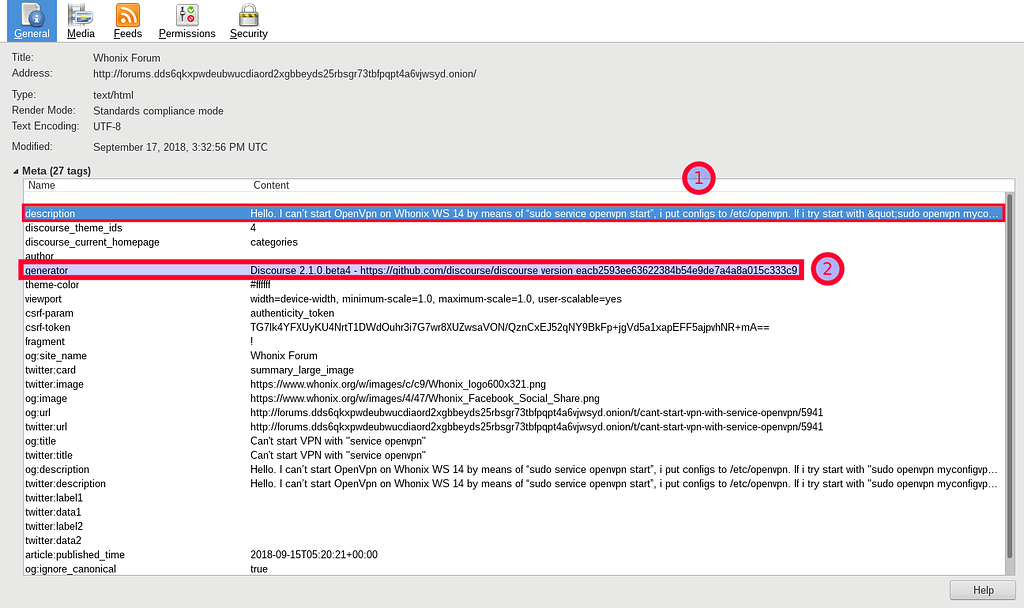 General Media Feeds Permissions Security
Title: Whonix Forum
Address: http://forums.dds6qkxpwdeubwucdiaord2xgbbeyds25rbsgr73tbfpqpt4a6vjwsyd.onion/
Type: text/html
Render Mode: Standards compliance mode
Text Encoding: UTF-8
Modified: September 17, 2018, 3:32:56 PM UTC
Meta (27 tags)
1
Name Content
description Hello. I can't start OpenVpn on Whonix WS 14 by means of “sudo service openvpn start”, i put configs to /etc/openvpn. If i try start with &quot;sudo openvpn myco…
discourse_theme_ids 4
discourse_current_homepage categories
author
generator Discourse 2.1.0.beta4 - https://github.com/discourse/discourse version eacb2593ee63622384b54e9de7a4a8a015c333c9
2
theme-color #ffffff
viewport width=device-width, minimum-scale=1.0, maximum-scale=1.0, user-scalable=yes
csrf-param authenticity_token
csrf-token TG7Ik4YFXUyKU4NrtT1DWdOuhr3i7G7wr8XUZwsaVON/QznCxEJ52qNY9BkFp+jgVd5a1xapEFF5ajpvhNR+mA==
fragment !
og:site_name Whonix Forum
twitter:card summary_large_image
twitter:image https://www.whonix.org/w/images/c/c9/Whonix_logo600x321.png
og:image https://www.whonix.org/w/images/4/47/Whonix_Facebook_Social_Share.png
og:url http://forums.dds6qkxpwdeubwucdiaord2xgbbeyds25rbsgr73tbfpqpt4a6vjwsyd.onion/t/cant-start-vpn-with-service-openvpn/5941
twitter:url http://forums.dds6qkxpwdeubwucdiaord2xgbbeyds25rbsgr73tbfpqpt4a6vjwsyd.onion/t/cant-start-vpn-with-service-openvpn/5941
og:title Can't start VPN with "service openvpn"
twitter:title Can't start VPN with "service openvpn"
og:description Hello. I can't start OpenVpn on Whonix WS 14 by means of “sudo service openvpn start”, i put configs to /etc/openvpn. If i try start with "sudo openvpn myconfigvp…
twitter:description Hello. I can't start OpenVpn on Whonix WS 14 by means of “sudo service openvpn start”, i put configs to /etc/openvpn. If i try start with "sudo openvpn myconfigvp…
twitter:label1
twitter:data1
twitter:label2
twitter:data2
article:published_time 2018-09-15T05:20:21+00:00
og:ignore_canonical true
Help